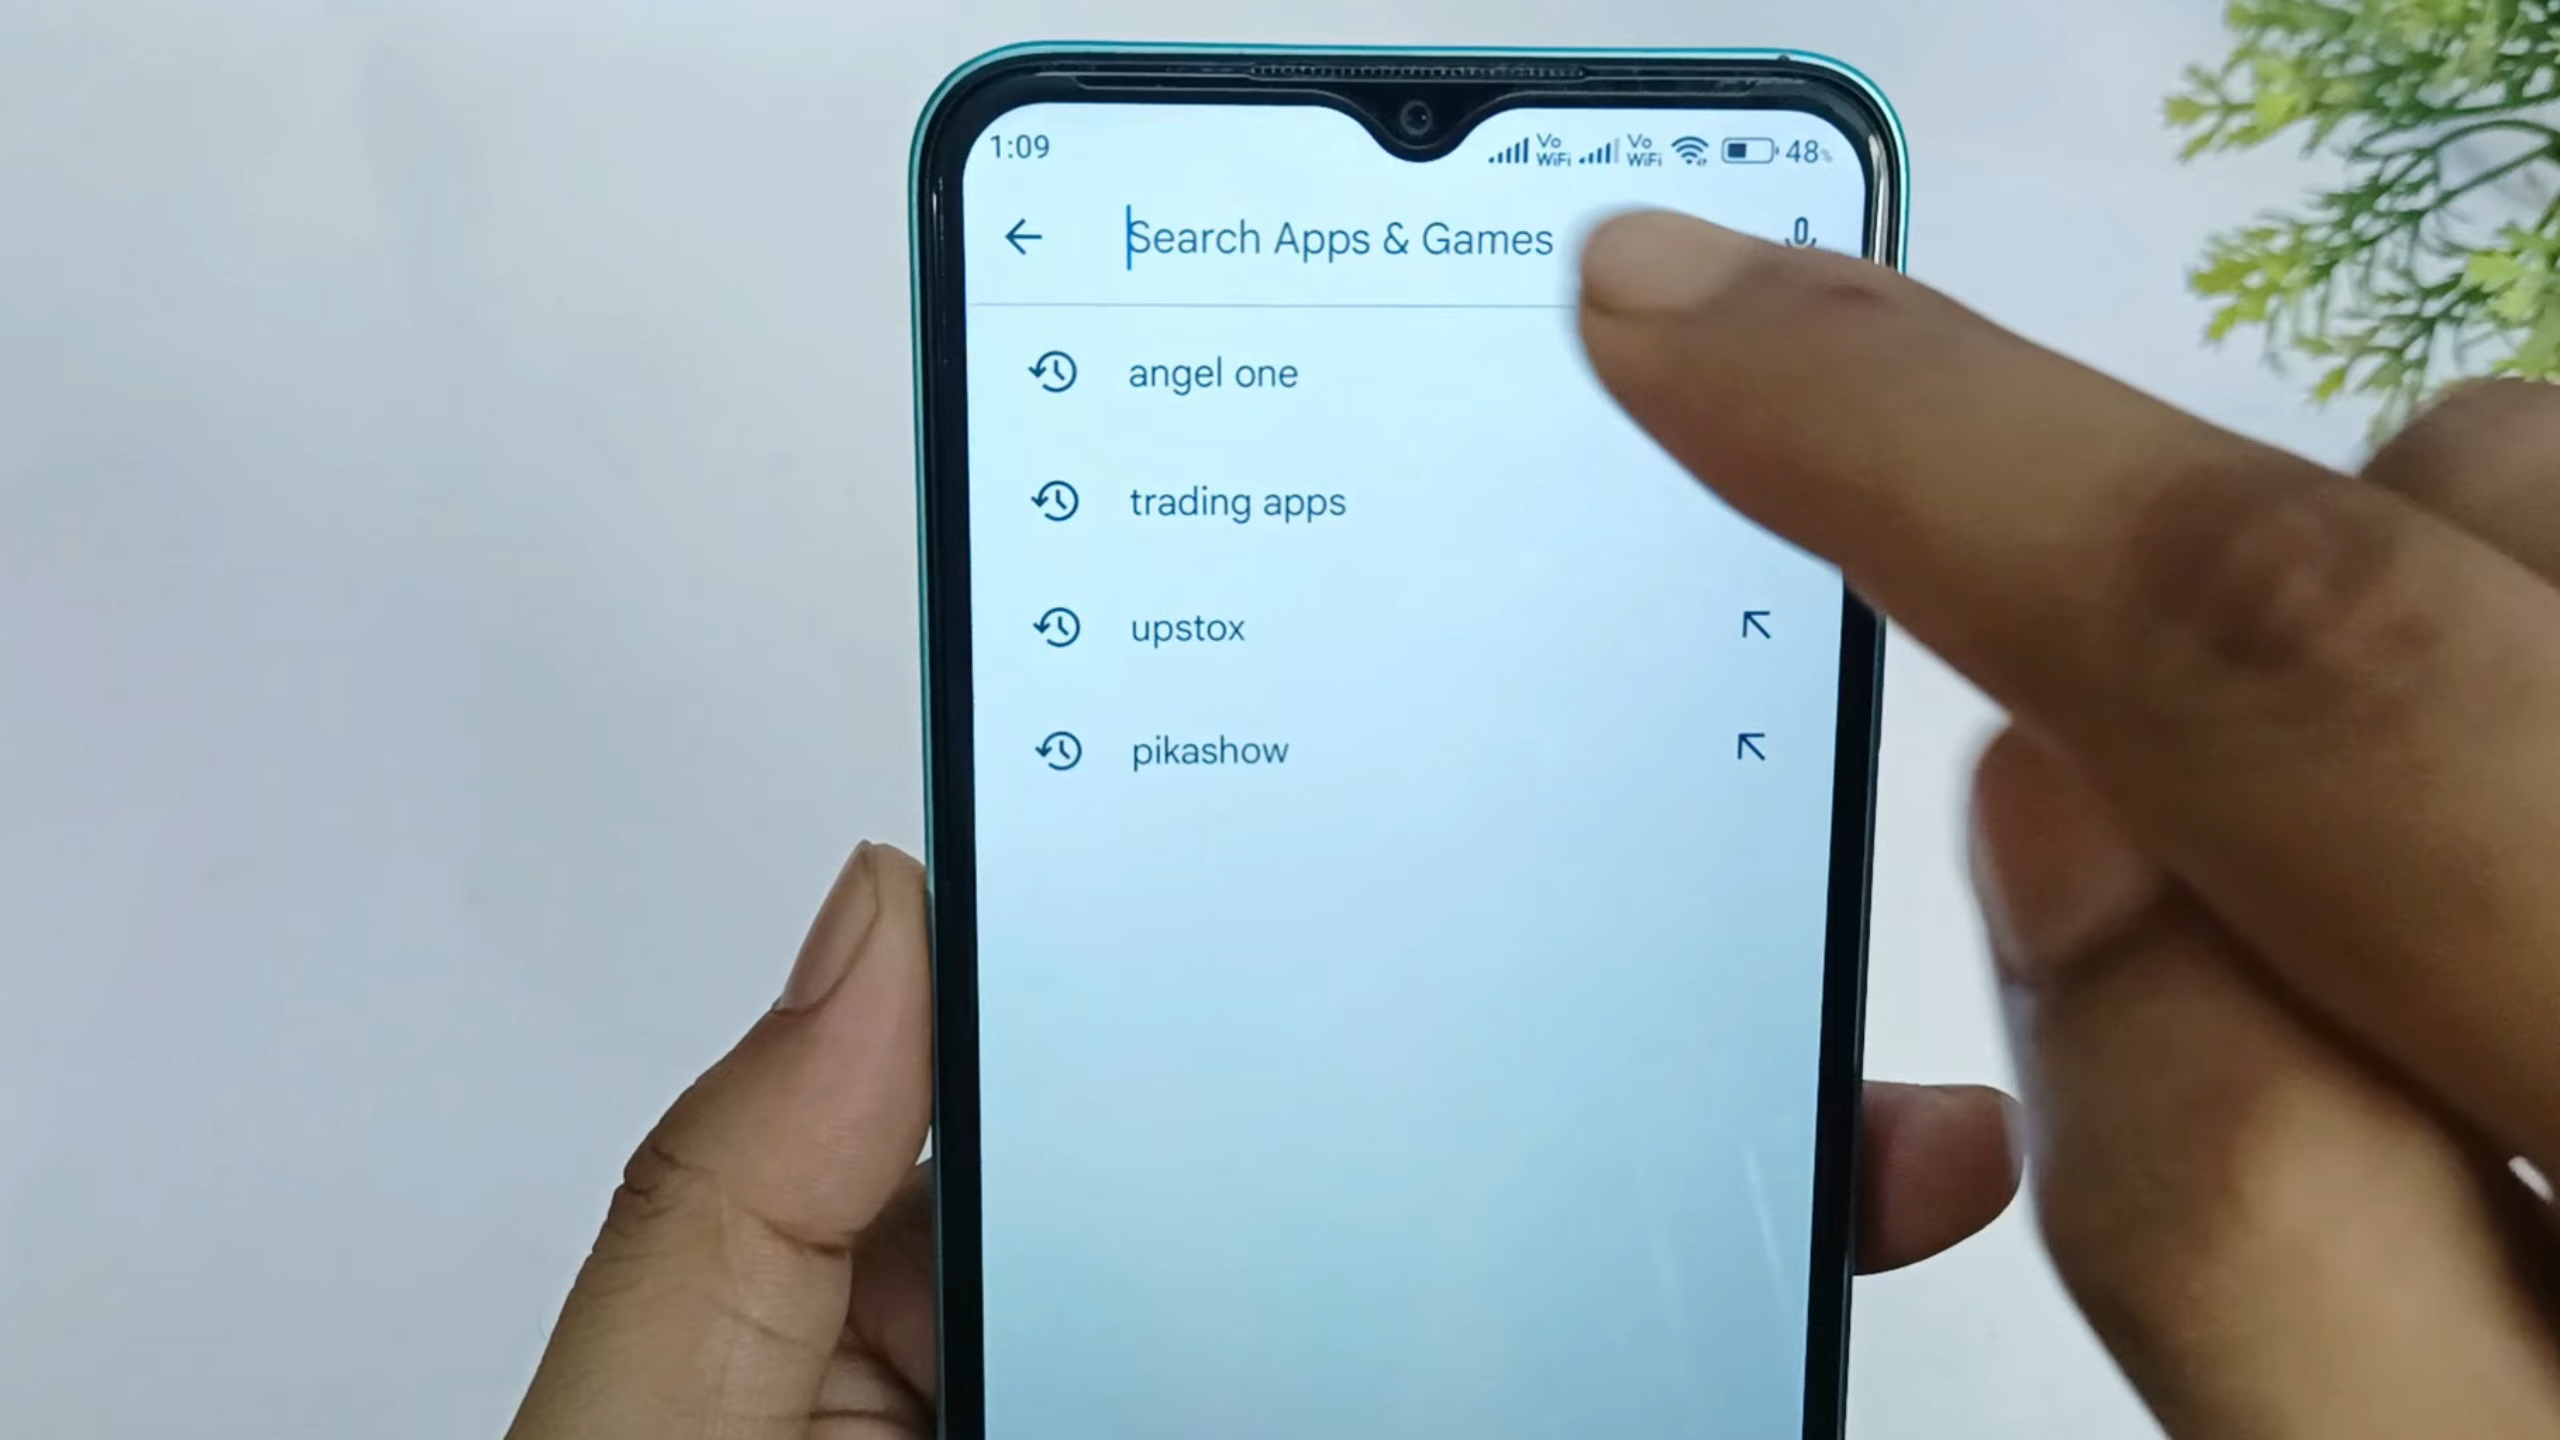 1:09
Vo WiFi Vo WiFi 48%
Search Apps & Games
angel one
trading apps
upstox
pikashow